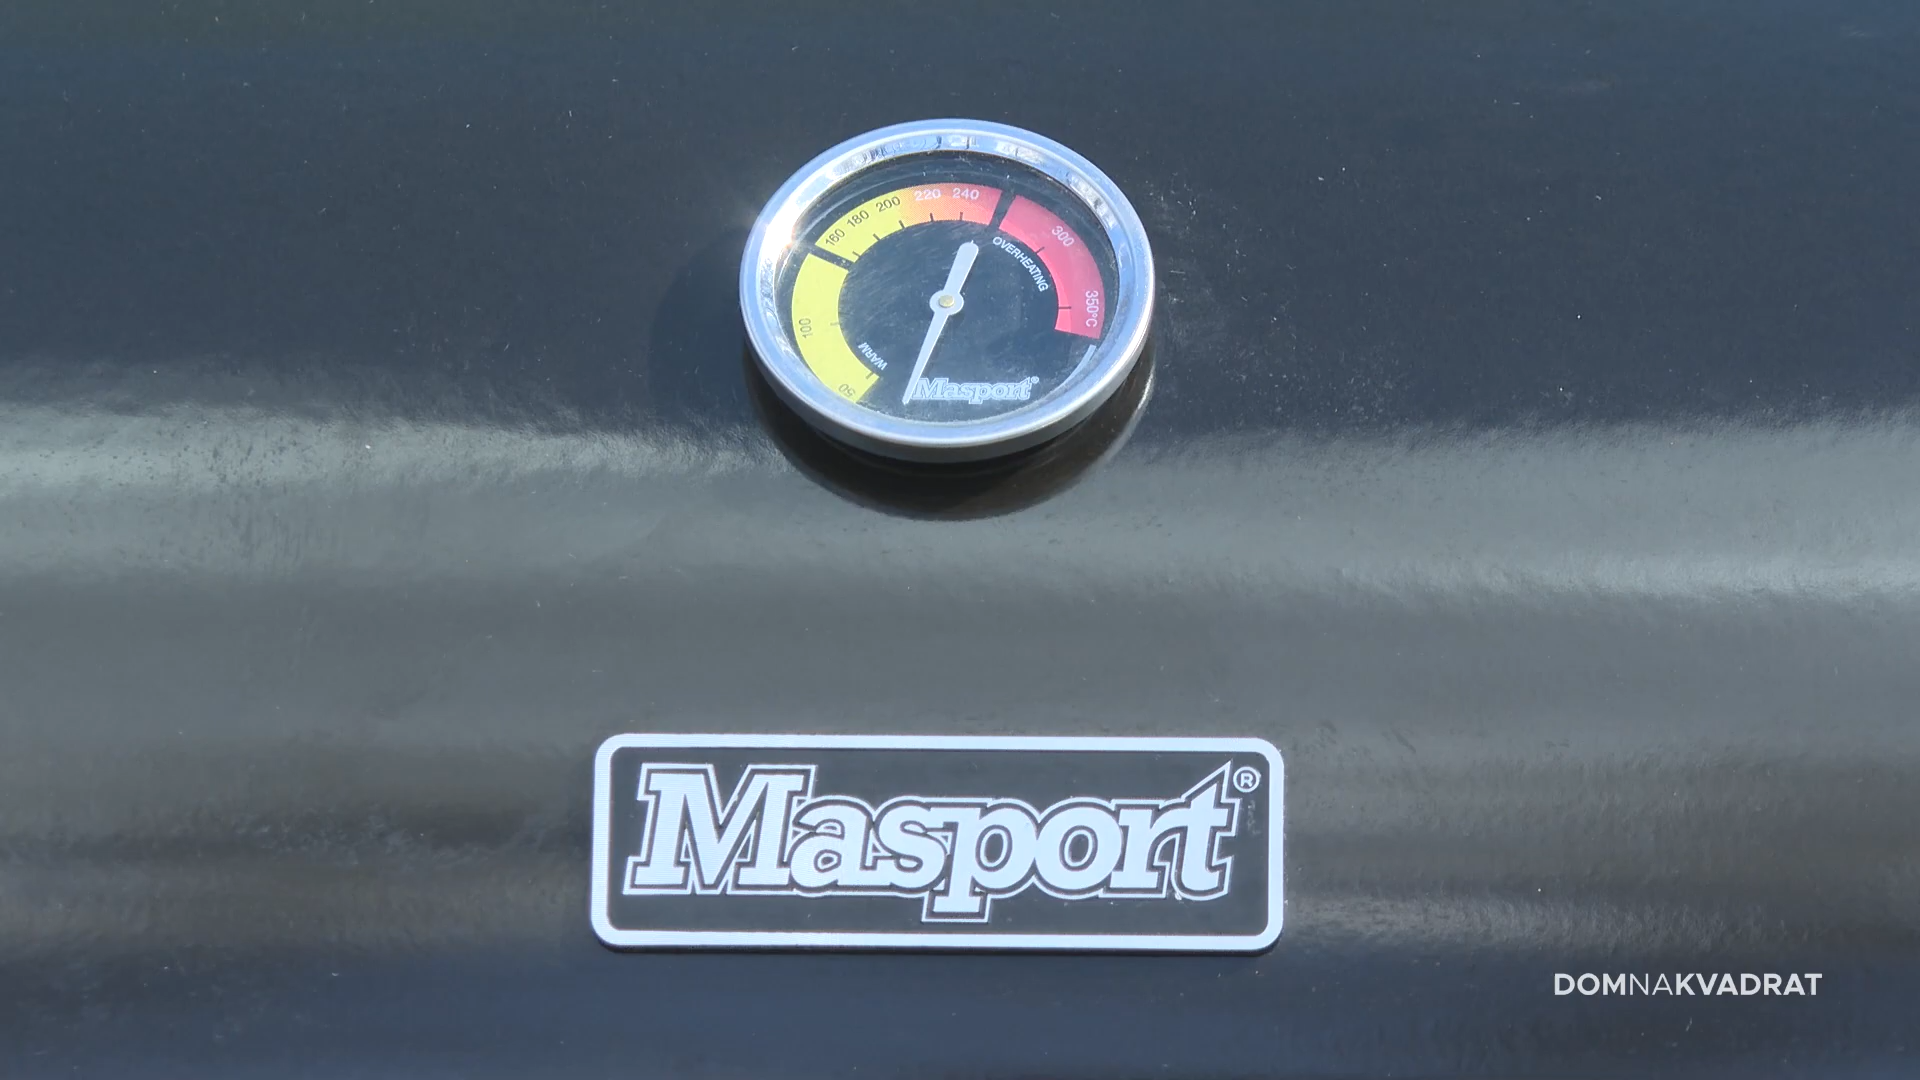 160 180 200 220 240
300
OVERHEATING
350°C
100
WARM
50
Masport®
Masport®
DOMNAKVADRAT